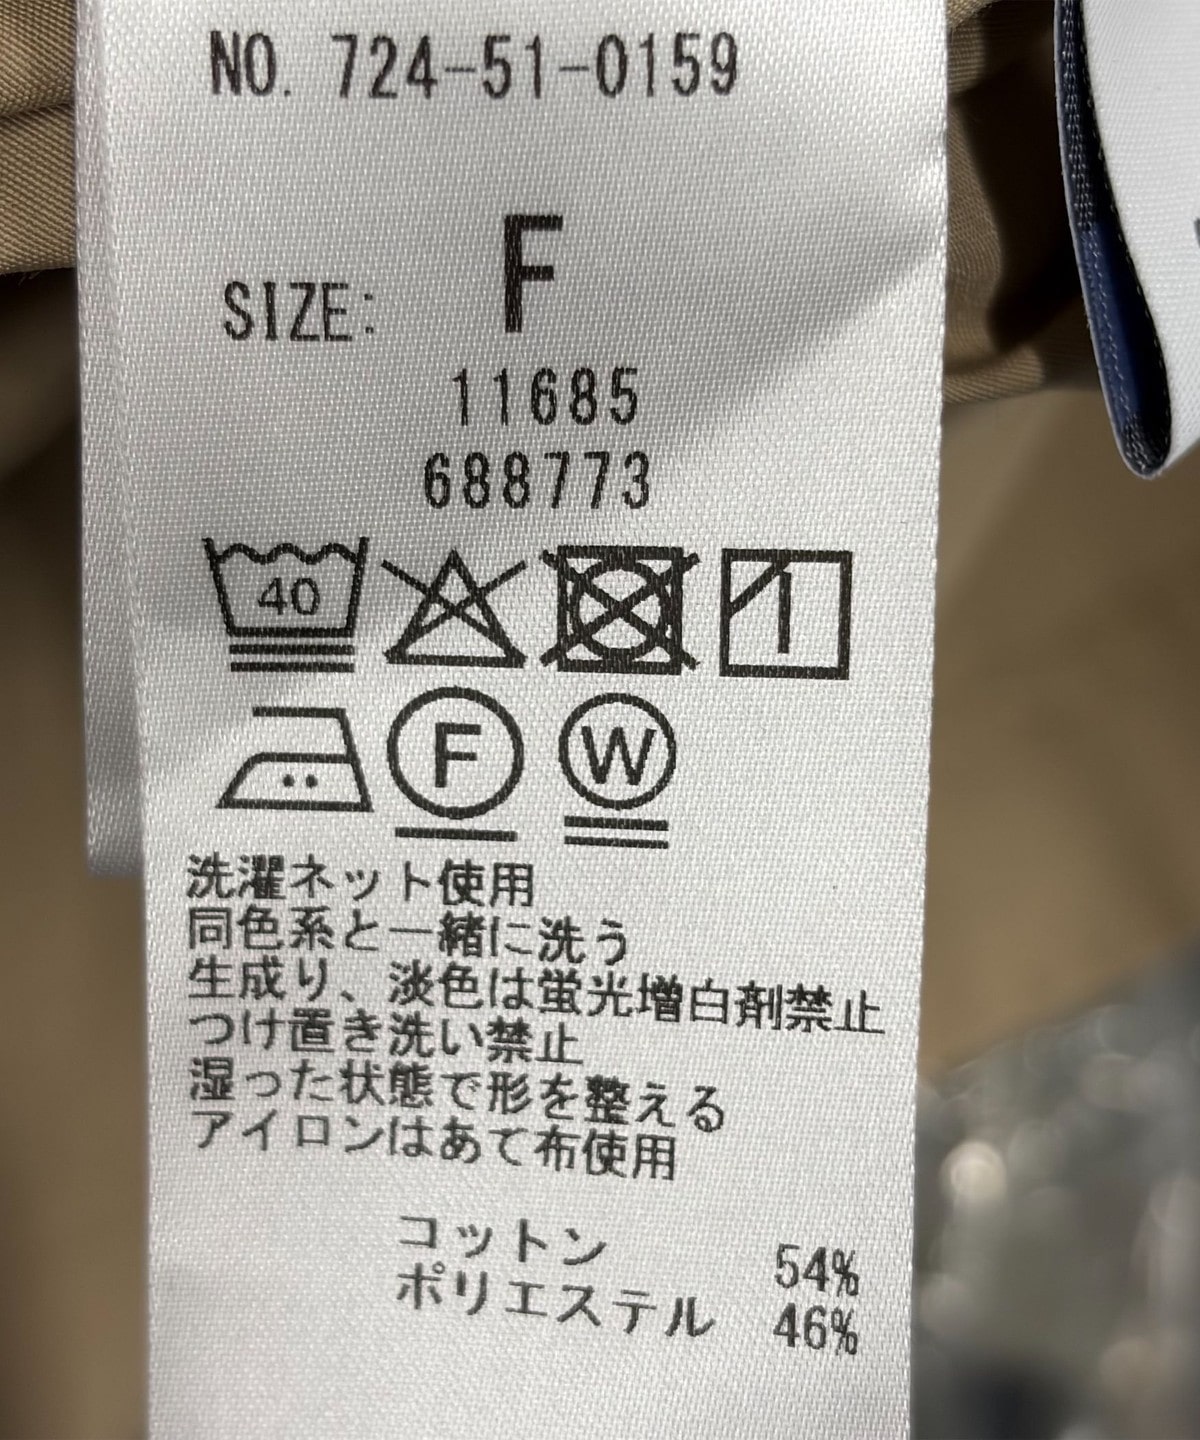 NO. 724-51-0159
F
SIZE:
11685
688773
40
F
W
洗濯ネット使用
同色系と一緒に洗う
生成り、淡色は蛍光増白剤禁止
つけ置き洗い禁止
湿った状態で形を整える
アイロンはあて布使用
コットン 54%
ポリエステル 46%